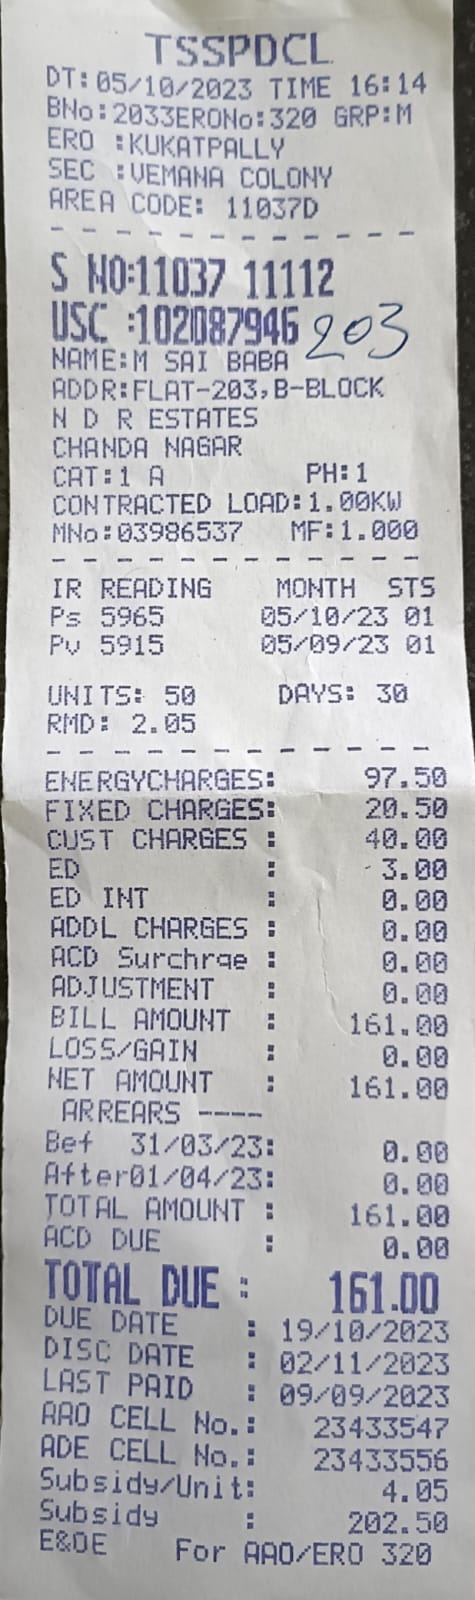 TSSPDCL
DT:05/10/2023 TIME 16:14
BNo:2033ERONo:320 GRP:M
ERO :KUKATPALLY
SEC :VEMANA COLONY
AREA CODE: 11037D
S NO:11037 11112
USC :102087946 203
NAME:M SAI BABA
ADDR:FLAT-203,B-BLOCK
N D R ESTATES
CHANDA NAGAR
CAT:1 A PH:1
CONTRACTED LOAD:1.00KW
MNo:03986537 MF:1.000
IR READING MONTH STS
Ps 5965 05/10/23 01
Pv 5915 05/09/23 01
UNITS: 50 DAYS: 30
RMD: 2.05
ENERGYCHARGES: 97.50
FIXED CHARGES: 20.50
CUST CHARGES : 40.00
ED : 3.00
ED INT : 0.00
ADDL CHARGES : 0.00
ACD Surchrge : 0.00
ADJUSTMENT : 0.00
BILL AMOUNT : 161.00
LOSS/GAIN : 0.00
NET AMOUNT : 161.00
ARREARS ----
Bef 31/03/23: 0.00
After01/04/23: 0.00
TOTAL AMOUNT : 161.00
ACD DUE : 0.00
TOTAL DUE : 161.00
DUE DATE : 19/10/2023
DISC DATE : 02/11/2023
LAST PAID : 09/09/2023
AAO CELL No.: 23433547
ADE CELL No.: 23433556
Subsidy/Unit: 4.05
Subsidy : 202.50
E&OE For AAO/ERO 320